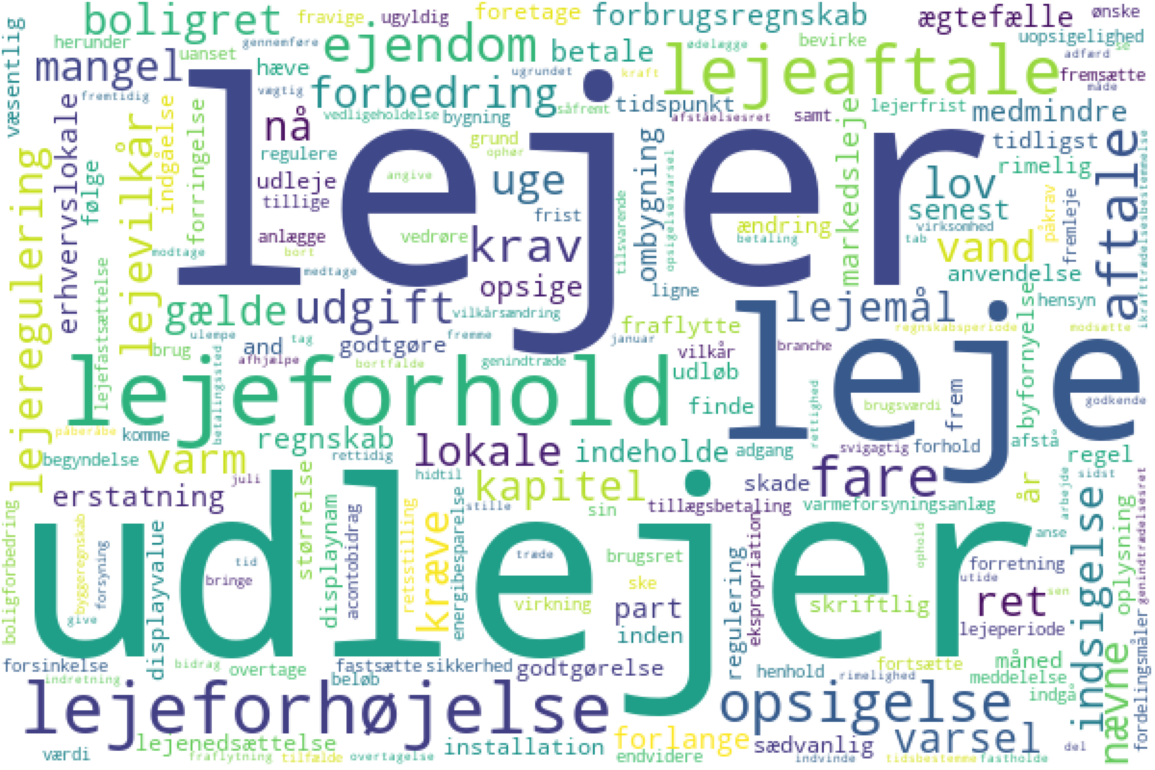 væsentlig
herunder
boligret
fravige
ugyldig
foretage
forbrugsregnskab
ægtefælle
ønske
uanset
gennemføre
ejendom
betale
ødelægge
bevirke
uopsigelighed
adfærd
se
mangel
hæve
ugrundet
kraft
lejeaftale
fremsætte
måde
fremtidig
vægtig
forbedring
såfremt
tidspunkt
lejerfrist
medmindre
vedligeholdelse
bygning
afståelsesret
samt
tidligst
nå
lejer
grund
ophør
rimelig
regulere
udleje
angive
uge
lov
tillige
frist
senest
anlægge
vedrøre
krav
ændring
virksomhed
tab
modtage
bort
betaling
vand
medtage
opsige
ligne
anvendelse
lejeregulering
erhvervslokale
følge
lejevilkår
indgåelse
forringelse
ombygning
tilsvarende
opsigelsesvarsel
markedsleje
påkrav
fremleje
aftale
ikrafttrædelsesbestemmelse
gælde
udgift
vilkårsændring
lejemål
hensyn
lejefastsættelse
ulempe
tag
fremme
fraflytte
regnskabsperiode
modsætte
brug
and
godtgøre
januar
vilkår
branche
afhjælpe
bortfalde
genindtræde
udløb
leje
byfornyelse
lejeforhold
betalingssted
finde
rettighed
brugsværdi
frem
godkende
påberåbe
komme
regnskab
rettidig
lokale
indeholde
adgang
svigagtig
forhold
afstå
begyndelse
varm
hidtil
regel
juli
kapitel
skade
fare
år
sidst
erstatning
stille
sin
tillægsbetaling
varmeforsyningsanlæg
arbejde
boligforbedring
byggeregnskab
forsyning
displayvalue
størrelse
displaynam
acontobidrag
retsstilling
kræve
energibesparelse
udlejer
træde
brugsret
regulering
ekspropriation
ophold
anse
indsigelse
oplysning
genindtrædelsesret
tid
bringe
ske
forretning
utide
sen
virkning
part
skriftlig
ret
give
inden
lejeperiode
forsinkelse
bidrag
overtage
fastsætte
sikkerhed
godtgørelse
henhold
rimelighed
fortsætte
måned
nævne
fordelingsmåler
indretning
beløb
meddelelse
indgå
lejeforhøjelse
opsigelse
værdi
lejenedsættelse
installation
forlange
sædvanlig
varsel
del
fraflytning
tilfælde
overtagelse
endvidere
indvinde
tidsbestemme
fastholde